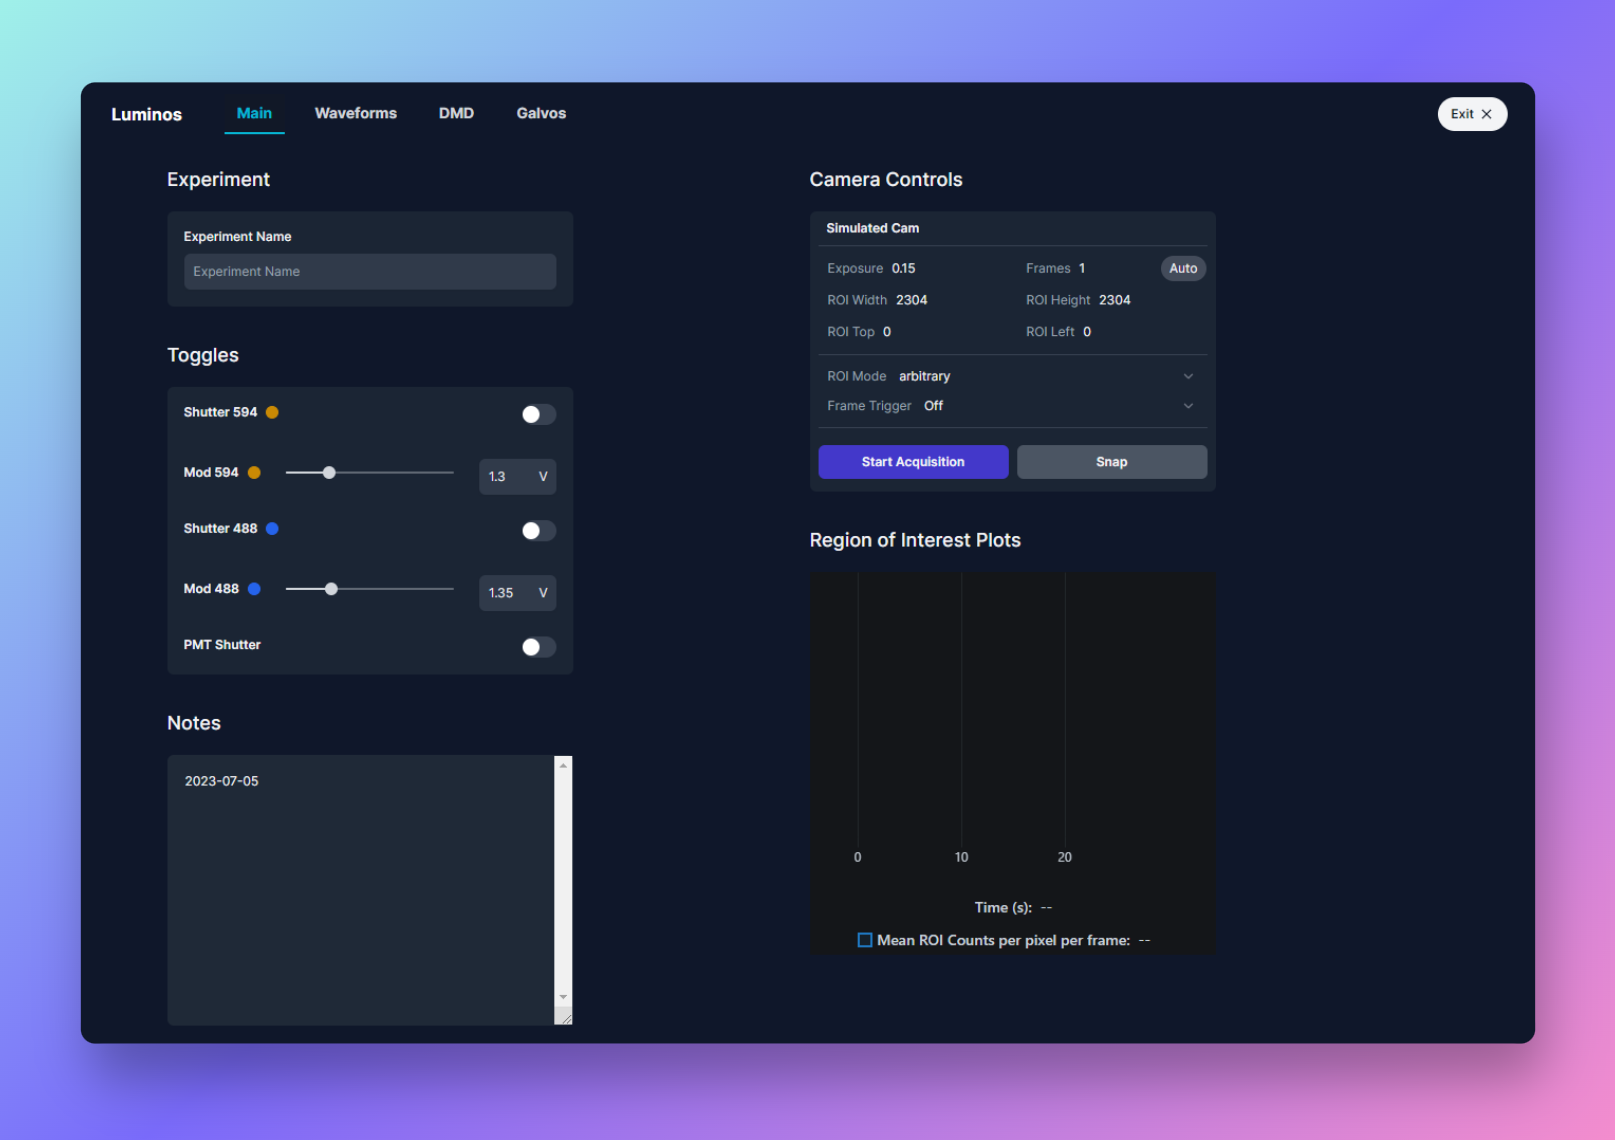 Luminos Main Waveforms DMD Galvos Exit
Experiment
Experiment Name
Experiment Name
Toggles
Shutter 594
Mod 594 1.3 V
Shutter 488
Mod 488 1.35 V
PMT Shutter
Notes
2023-07-05
Camera Controls
Simulated Cam
Exposure 0.15 Frames 1 Auto
ROI Width 2304 ROI Height 2304
ROI Top 0 ROI Left 0
ROI Mode arbitrary
Frame Trigger Off
Start Acquisition Snap
Region of Interest Plots
0 10 20
Time (s): --
Mean ROI Counts per pixel per frame: --